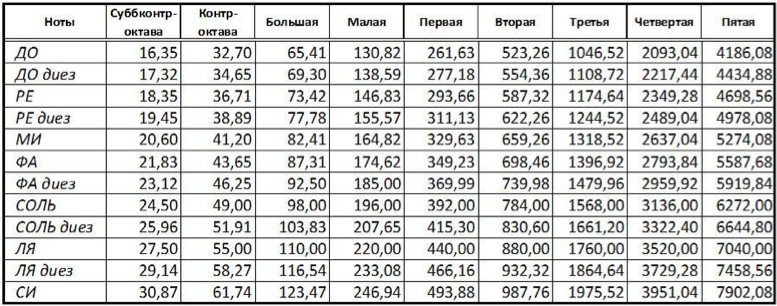 Ноты Суббконтр-октава Контр-октава Большая Малая Первая Вторая Третья Четвертая Пятая
ДО 16,35 32,70 65,41 130,82 261,63 523,26 1046,52 2093,04 4186,08
ДО диез 17,32 34,65 69,30 138,59 277,18 554,36 1108,72 2217,44 4434,88
РЕ 18,35 36,71 73,42 146,83 293,66 587,32 1174,64 2349,28 4698,56
РЕ диез 19,45 38,89 77,78 155,57 311,13 622,26 1244,52 2489,04 4978,08
МИ 20,60 41,20 82,41 164,82 329,63 659,26 1318,52 2637,04 5274,08
ФА 21,83 43,65 87,31 174,62 349,23 698,46 1396,92 2793,84 5587,68
ФА диез 23,12 46,25 92,50 185,00 369,99 739,98 1479,96 2959,92 5919,84
СОЛЬ 24,50 49,00 98,00 196,00 392,00 784,00 1568,00 3136,00 6272,00
СОЛЬ диез 25,96 51,91 103,83 207,65 415,30 830,60 1661,20 3322,40 6644,80
ЛЯ 27,50 55,00 110,00 220,00 440,00 880,00 1760,00 3520,00 7040,00
ЛЯ диез 29,14 58,27 116,54 233,08 466,16 932,32 1864,64 3729,28 7458,56
СИ 30,87 61,74 123,47 246,94 493,88 987,76 1975,52 3951,04 7902,08